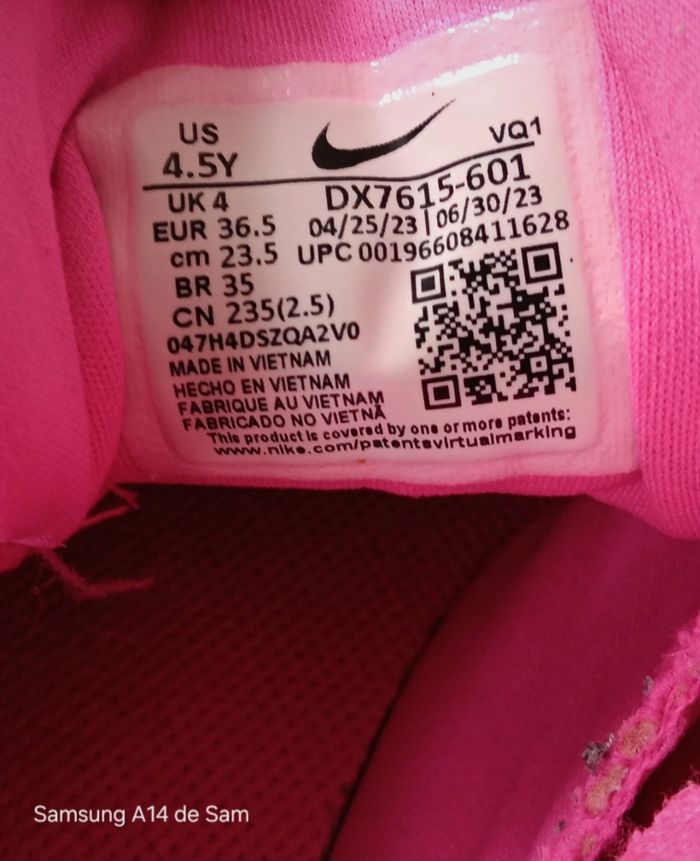 US
4.5Y
VQ1
UK 4
DX7615-601
EUR 36.5
04/25/23 | 06/30/23
cm 23.5
UPC 00196608411628
BR 35
CN 235(2.5)
047H4DSZQA2V0
MADE IN VIETNAM
HECHO EN VIETNAM
FABRIQUE AU VIETNAM
FABRICADO NO VIETNÃ
This product is covered by one or more patents:
www.nike.com/patentsvirtualmarking
Samsung A14 de Sam